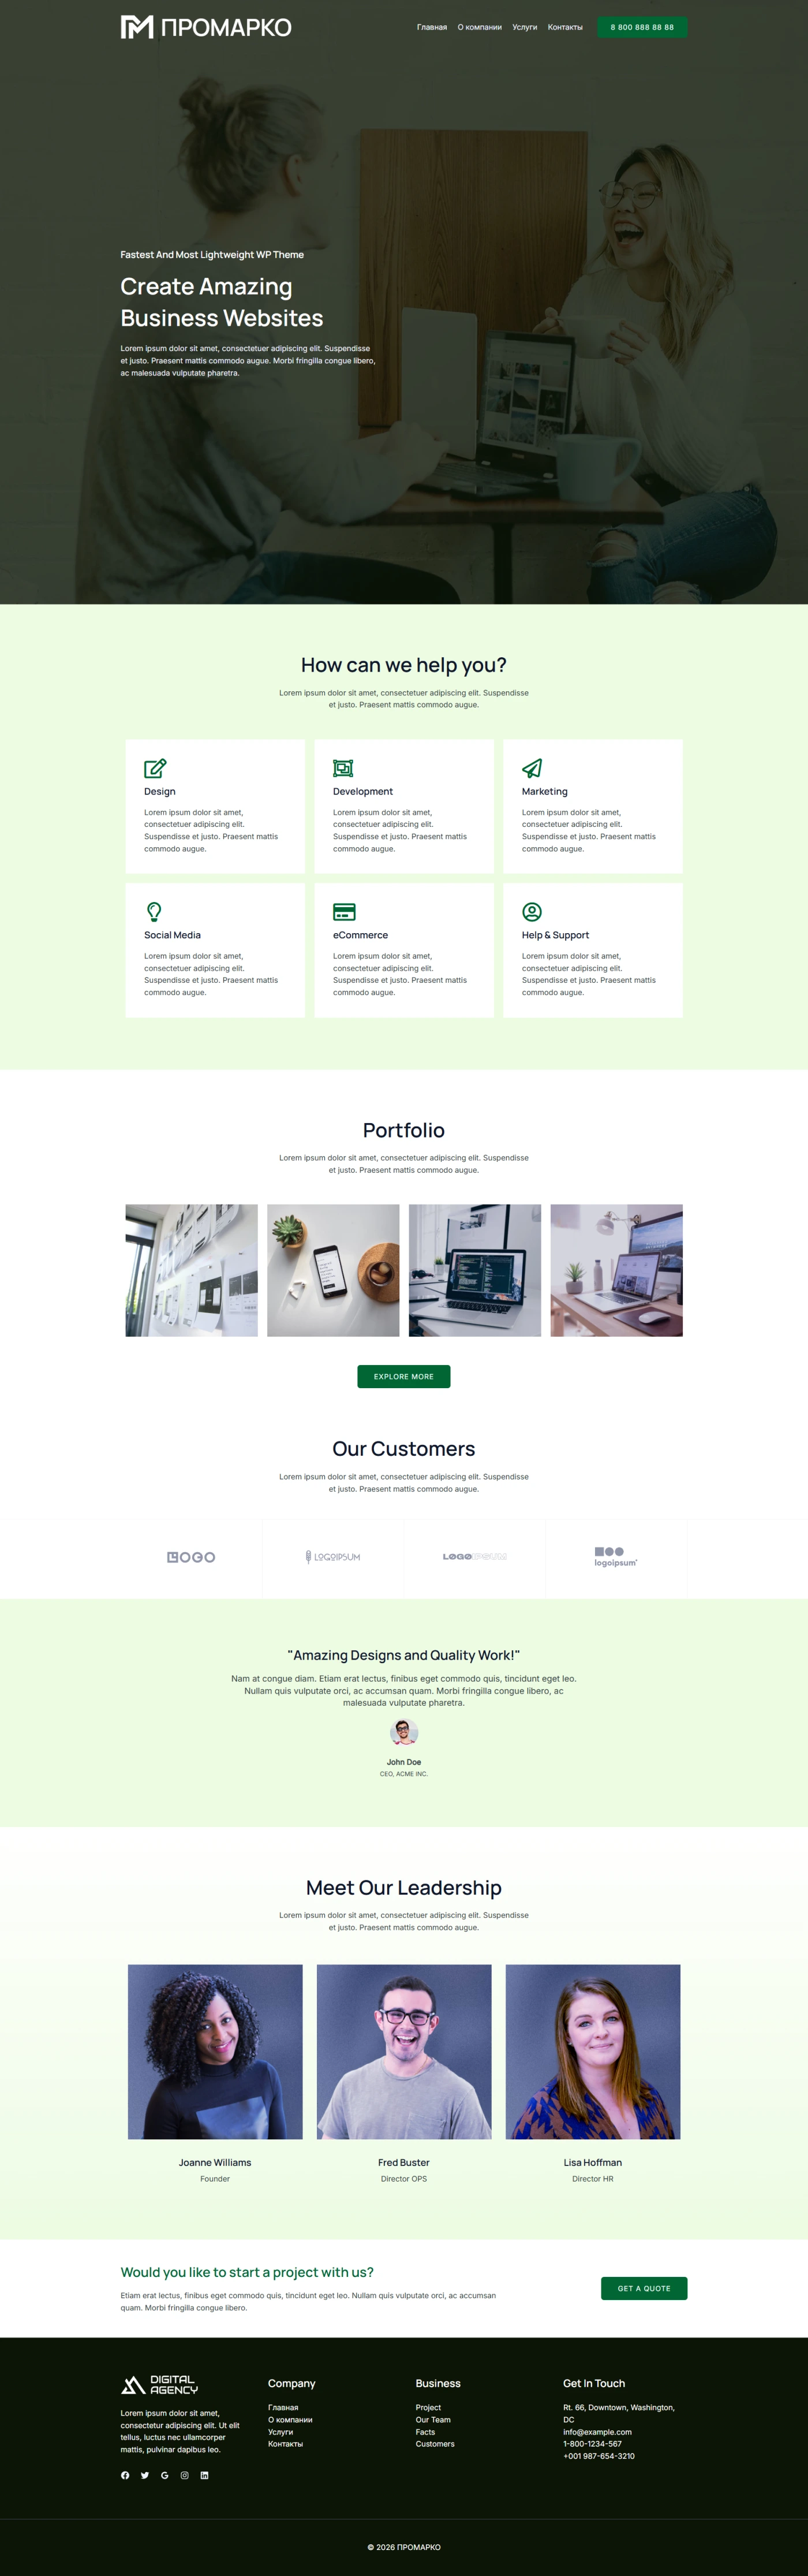 ПРОМАРКО
Главная О компании Услуги Контакты 8 800 888 88 88
Fastest And Most Lightweight WP Theme
Create Amazing
Business Websites
Lorem ipsum dolor sit amet, consectetuer adipiscing elit. Suspendisse
et justo. Praesent mattis commodo augue. Morbi fringilla congue libero,
ac malesuada vulputate pharetra.
How can we help you?
Lorem ipsum dolor sit amet, consectetuer adipiscing elit. Suspendisse
et justo. Praesent mattis commodo augue.
Design
Lorem ipsum dolor sit amet,
consectetuer adipiscing elit.
Suspendisse et justo. Praesent mattis
commodo augue.
Development
Lorem ipsum dolor sit amet,
consectetuer adipiscing elit.
Suspendisse et justo. Praesent mattis
commodo augue.
Marketing
Lorem ipsum dolor sit amet,
consectetuer adipiscing elit.
Suspendisse et justo. Praesent mattis
commodo augue.
Social Media
Lorem ipsum dolor sit amet,
consectetuer adipiscing elit.
Suspendisse et justo. Praesent mattis
commodo augue.
eCommerce
Lorem ipsum dolor sit amet,
consectetuer adipiscing elit.
Suspendisse et justo. Praesent mattis
commodo augue.
Help & Support
Lorem ipsum dolor sit amet,
consectetuer adipiscing elit.
Suspendisse et justo. Praesent mattis
commodo augue.
Portfolio
Lorem ipsum dolor sit amet, consectetuer adipiscing elit. Suspendisse
et justo. Praesent mattis commodo augue.
EXPLORE MORE
Our Customers
Lorem ipsum dolor sit amet, consectetuer adipiscing elit. Suspendisse
et justo. Praesent mattis commodo augue.
LOGO
LOGOIPSUM
LOGOIPSUM
logoipsum
"Amazing Designs and Quality Work!"
Nam at congue diam. Etiam erat lectus, finibus eget commodo quis, tincidunt eget leo.
Nullam quis vulputate orci, ac accumsan quam. Morbi fringilla congue libero, ac
malesuada vulputate pharetra.
John Doe
CEO, ACME INC.
Meet Our Leadership
Lorem ipsum dolor sit amet, consectetuer adipiscing elit. Suspendisse
et justo. Praesent mattis commodo augue.
Joanne Williams
Founder
Fred Buster
Director OPS
Lisa Hoffman
Director HR
Would you like to start a project with us?
Etiam erat lectus, finibus eget commodo quis, tincidunt eget leo. Nullam quis vulputate orci, ac accumsan
quam. Morbi fringilla congue libero.
GET A QUOTE
DIGITAL
AGENCY
Lorem ipsum dolor sit amet,
consectetur adipiscing elit. Ut elit
tellus, luctus nec ullamcorper
mattis, pulvinar dapibus leo.
Company
Главная
О компании
Услуги
Контакты
Business
Project
Our Team
Facts
Customers
Get In Touch
Rt. 66, Downtown, Washington,
DC
info@example.com
1-800-1234-567
+001 987-654-3210
© 2026 ПРОМАРКО